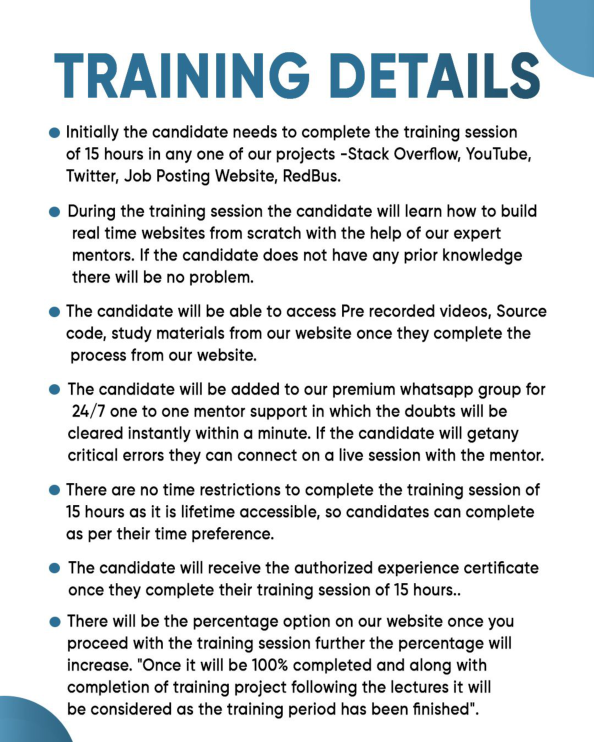 TRAINING DETAILS
Initially the candidate needs to complete the training session
of 15 hours in any one of our projects -Stack Overflow, YouTube,
Twitter, Job Posting Website, RedBus.
During the training session the candidate will learn how to build
real time websites from scratch with the help of our expert
mentors. If the candidate does not have any prior knowledge
there will be no problem.
The candidate will be able to access Pre recorded videos, Source
code, study materials from our website once they complete the
process from our website.
The candidate will be added to our premium whatsapp group for
24/7 one to one mentor support in which the doubts will be
cleared instantly within a minute. If the candidate will getany
critical errors they can connect on a live session with the mentor.
There are no time restrictions to complete the training session of
15 hours as it is lifetime accessible, so candidates can complete
as per their time preference.
The candidate will receive the authorized experience certificate
once they complete their training session of 15 hours..
There will be the percentage option on our website once you
proceed with the training session further the percentage will
increase. "Once it will be 100% completed and along with
completion of training project following the lectures it will
be considered as the training period has been finished".